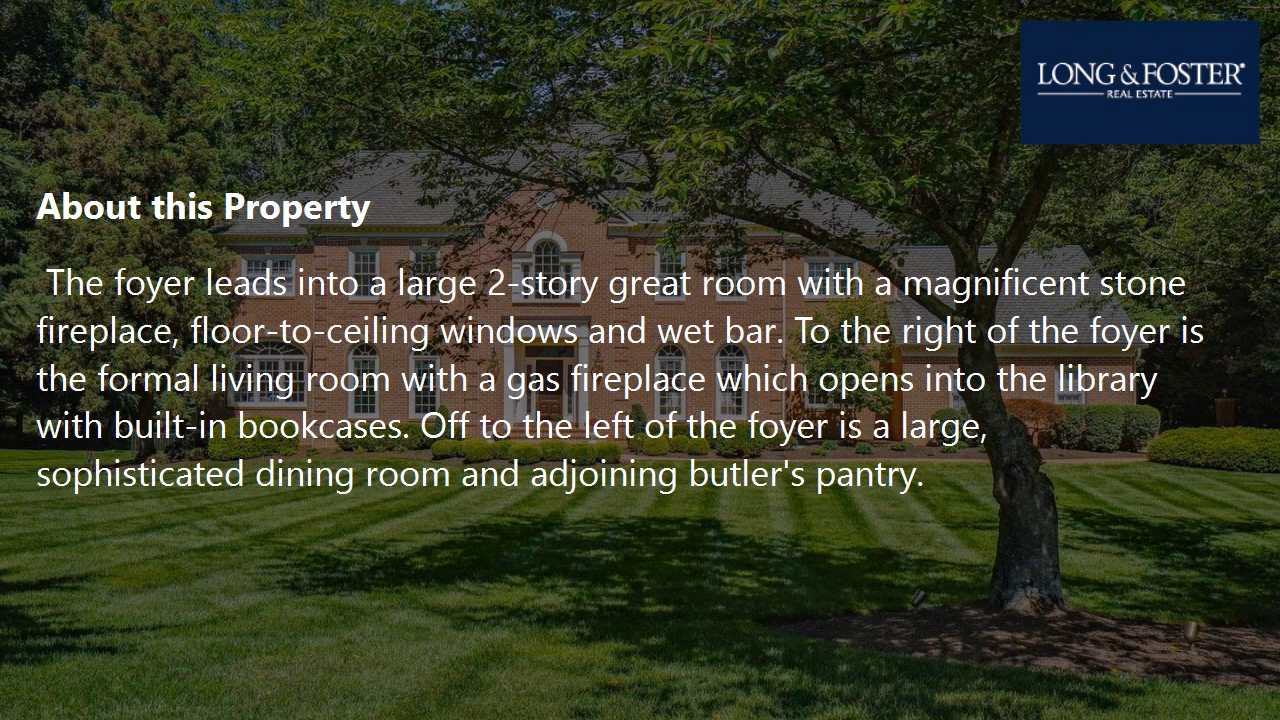 LONG & FOSTER®
REAL ESTATE
About this Property
The foyer leads into a large 2-story great room with a magnificent stone
fireplace, floor-to-ceiling windows and wet bar. To the right of the foyer is
the formal living room with a gas fireplace which opens into the library
with built-in bookcases. Off to the left of the foyer is a large,
sophisticated dining room and adjoining butler's pantry.